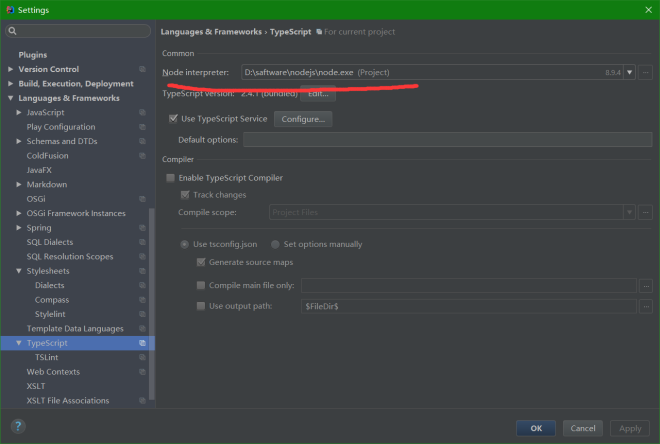 Settings
Plugins
Version Control
Build, Execution, Deployment
Languages & Frameworks
JavaScript
Play Configuration
Schemas and DTDs
ColdFusion
JavaFX
Markdown
OSGi
OSGi Framework Instances
Spring
SQL Dialects
SQL Resolution Scopes
Stylesheets
Dialects
Compass
Stylelint
Template Data Languages
TypeScript
TSLint
Web Contexts
XSLT
XSLT File Associations
Languages & Frameworks › TypeScript For current project
Common
Node interpreter: D:\saftware\nodejs\node.exe (Project) 8.9.4 ...
TypeScript version: 2.4.1 (bundled) Edit...
Use TypeScript Service Configure...
Default options:
Compiler
Enable TypeScript Compiler
Track changes
Compile scope: Project Files ...
Use tsconfig.json Set options manually
Generate source maps
Compile main file only: ...
Use output path: $FileDir$ ...
? OK Cancel Apply